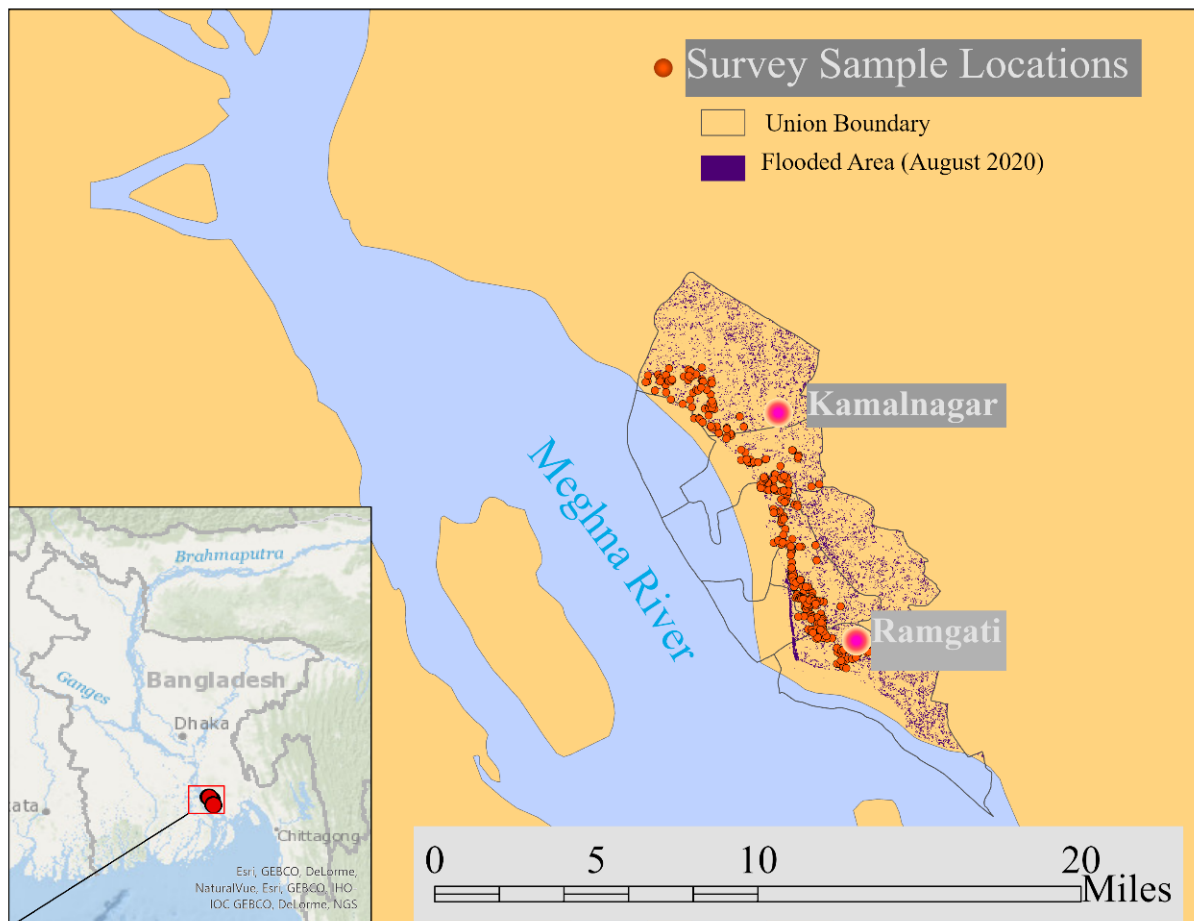 Survey Sample Locations
Union Boundary
Flooded Area (August 2020)
Kamalnagar
Meghna River
Ramgati
Brahmaputra
Ganges
Bangladesh
Dhaka
kata
Chittagong
Esri, GEBCO, DeLorme,
NaturalVue, Esri, GEBCO, IHO
IOC GEBCO, DeLorme, NGS
0 5 10 20
Miles